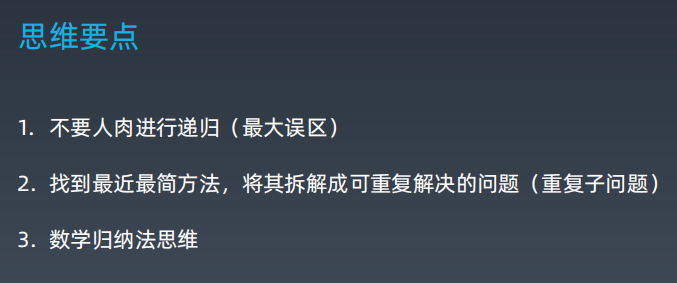 思维要点
1. 不要人肉进行递归（最大误区）
2. 找到最近最简方法，将其拆解成可重复解决的问题（重复子问题）
3. 数学归纳法思维